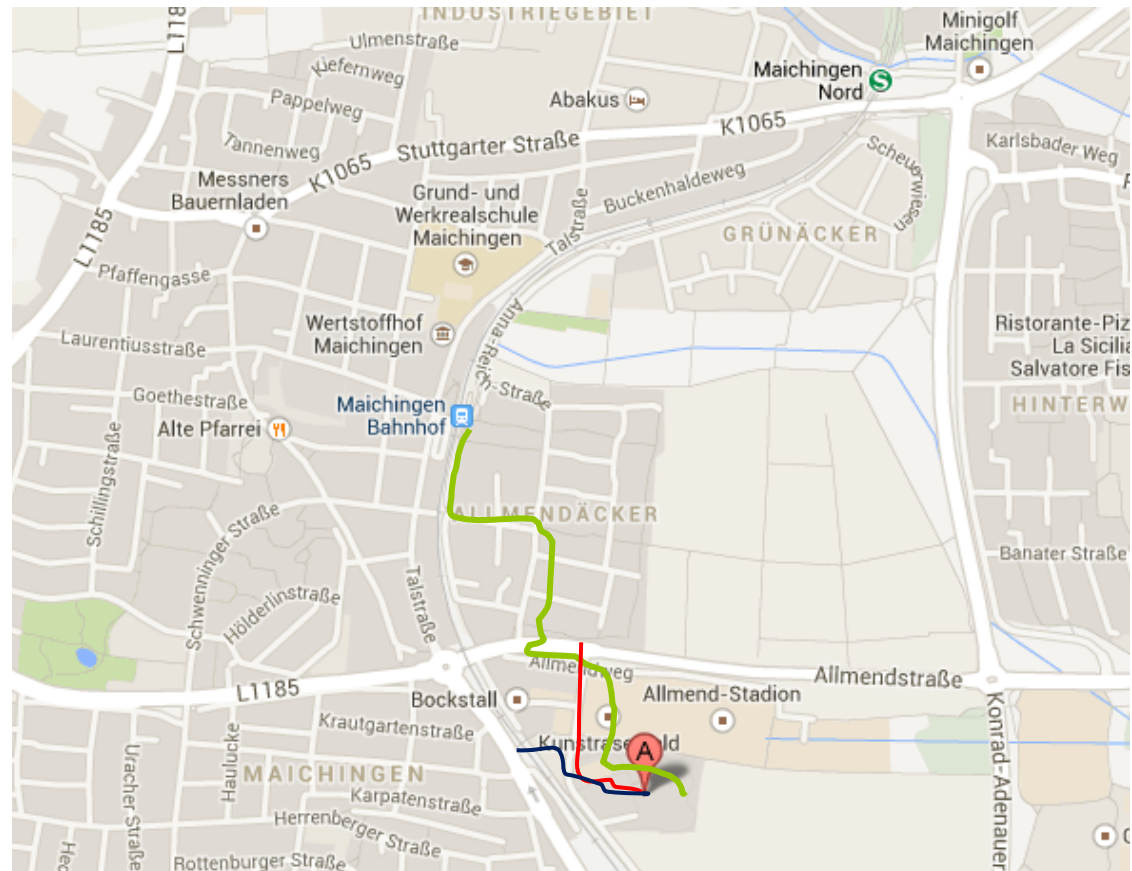 INDUSTRIEGEBIET
L118
Ulmenstraße
Minigolf
Maichingen
Kiefernweg
Maichingen
Nord
S
Pappelweg
Abakus
K1065
Tannenweg
Stuttgarter Straße
Karlsbader Weg
Scheuerwiesen
K1065
Messners
Bauernladen
Grund- und
Werkrealschule
Maichingen
Buckenhaldeweg
Talstraße
GRÜNÄCKER
L1185
Pfaffengasse
Anna-Reich-Straße
Wertstoffhof
Maichingen
Ristorante-Piz
La Sicilia
Salvatore Fis
Laurentiusstraße
Goethestraße
Maichingen
Bahnhof
HINTERW
Alte Pfarrei
Schillingstraße
ALLMENDÄCKER
Schwenninger Straße
Banater Straße
Talstraße
Hölderlinstraße
Allmendweg
Allmendstraße
L1185
Bockstall
Allmend-Stadion
Konrad-Adenauer
Krautgartenstraße
Kunstrasenfeld
A
Haulucke
Uracher Straße
MAICHINGEN
Karpatenstraße
Herrenberger Straße
Rottenburger Straße